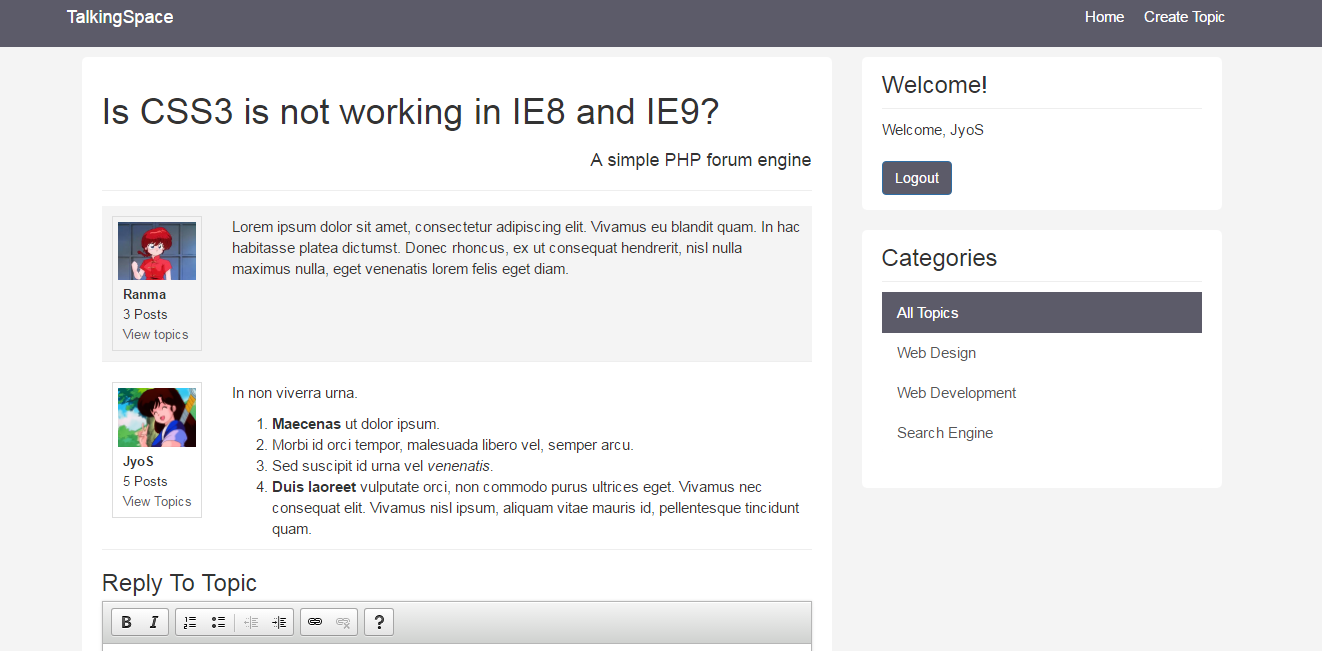 TalkingSpace
Home Create Topic
Is CSS3 is not working in IE8 and IE9?
A simple PHP forum engine
Ranma
3 Posts
View topics
Lorem ipsum dolor sit amet, consectetur adipiscing elit. Vivamus eu blandit quam. In hac
habitasse platea dictumst. Donec rhoncus, ex ut consequat hendrerit, nisl nulla
maximus nulla, eget venenatis lorem felis eget diam.
JyoS
5 Posts
View Topics
In non viverra urna.
1. Maecenas ut dolor ipsum.
2. Morbi id orci tempor, malesuada libero vel, semper arcu.
3. Sed suscipit id urna vel venenatis.
4. Duis laoreet vulputate orci, non commodo purus ultrices eget. Vivamus nec
consequat elit. Vivamus nisl ipsum, aliquam vitae mauris id, pellentesque tincidunt
quam.
Reply To Topic
B I ?
Welcome!
Welcome, JyoS
Logout
Categories
All Topics
Web Design
Web Development
Search Engine